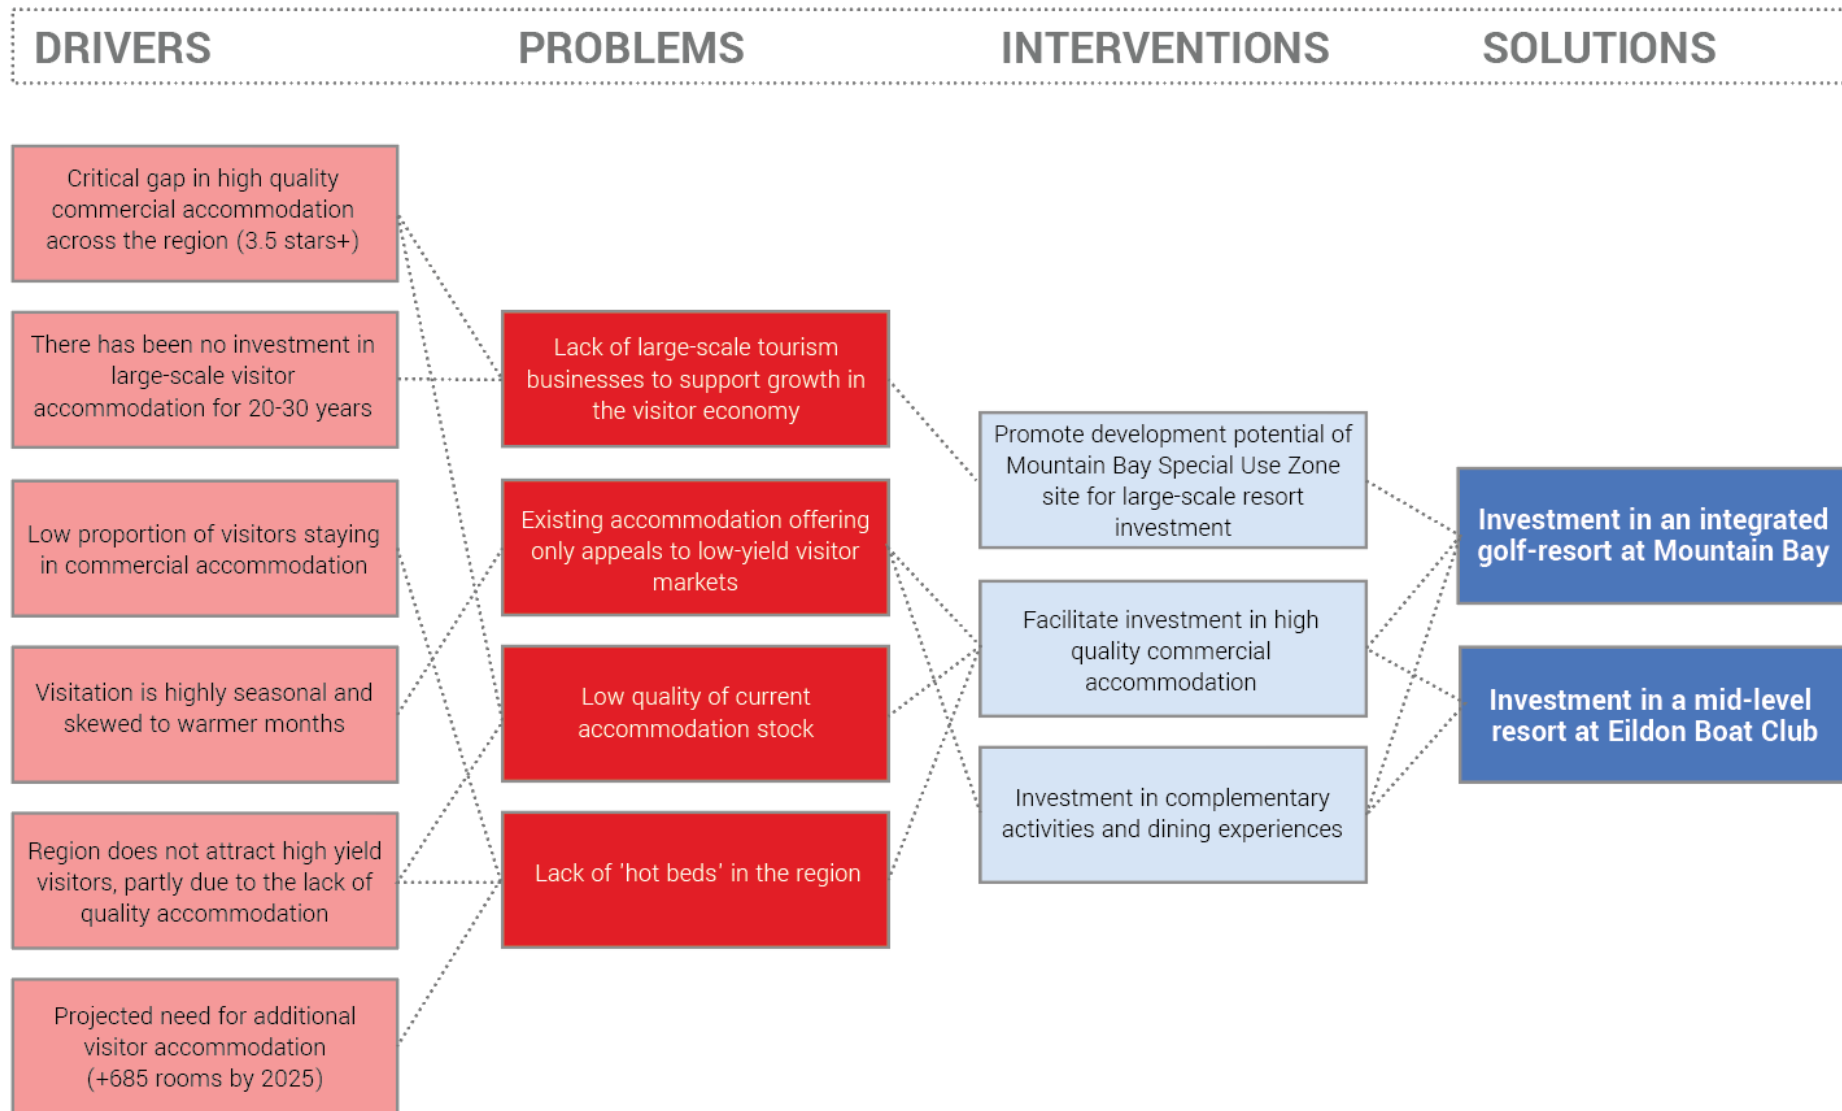 DRIVERS
PROBLEMS
INTERVENTIONS
SOLUTIONS
Critical gap in high quality
commercial accommodation
across the region (3.5 stars+)
There has been no investment in
large-scale visitor
accommodation for 20-30 years
Low proportion of visitors staying
in commercial accommodation
Visitation is highly seasonal and
skewed to warmer months
Region does not attract high yield
visitors, partly due to the lack of
quality accommodation
Projected need for additional
visitor accommodation
(+685 rooms by 2025)
Lack of large-scale tourism
businesses to support growth in
the visitor economy
Existing accommodation offering
only appeals to low-yield visitor
markets
Low quality of current
accommodation stock
Lack of 'hot beds' in the region
Promote development potential of
Mountain Bay Special Use Zone
site for large-scale resort
investment
Facilitate investment in high
quality commercial
accommodation
Investment in complementary
activities and dining experiences
Investment in an integrated
golf-resort at Mountain Bay
Investment in a mid-level
resort at Eildon Boat Club